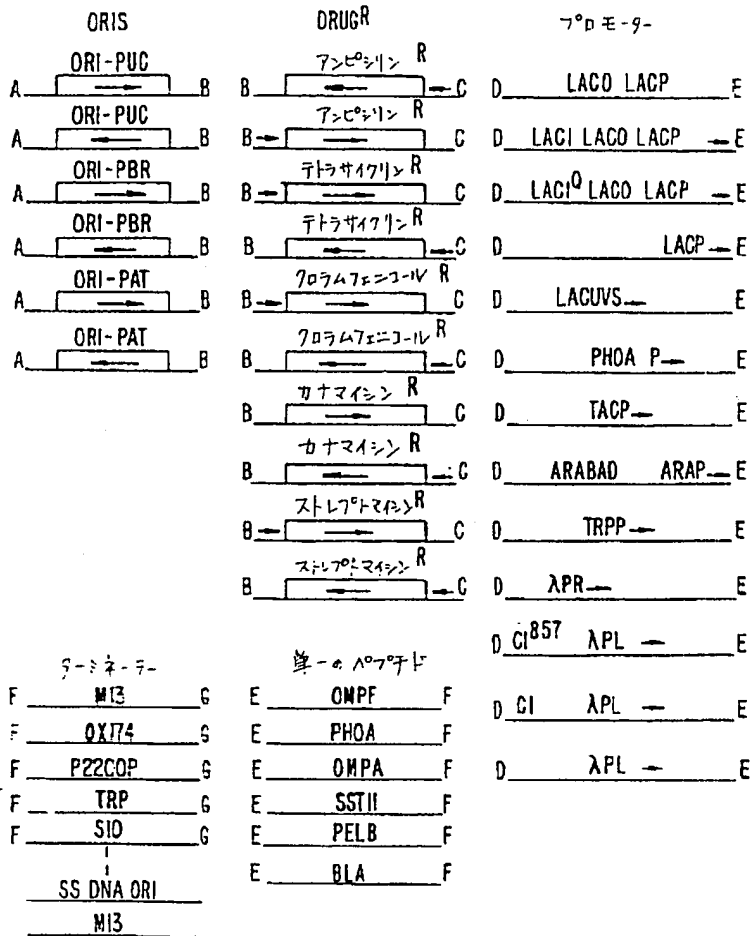 ORIS
A ORI-PUC B
A ORI-PUC B
A ORI-PBR B
A ORI-PBR B
A ORI-PAT B
A ORI-PAT B
DRUGR
B アンピシリン R C
B アンピシリン R C
B テトラサイクリン R C
B テトラサイクリン R C
B クロラムフェニコール R C
B クロラムフェニコール R C
B カナマイシン R
B カナマイシン R C
B ストレプトマイシン R C
B ストレプトマイシン R C
プロモーター
D LACO LACP E
D LACI LACO LACP → E
D LACIQ LACO LACP → E
D LACP → E
D LACUVS → E
D PHOA P → E
D TACP → E
D ARABAD ARAP → E
D TRPP → E
D λPR → E
D CI857 λPL → E
D CI λPL → E
D λPL → E
ターミネーター
F M13 G
F OX174 G
F P22COP G
F TRP G
F S10 G
SS DNA ORI
M13
単一のペプチド
E OMPF F
E PHOA F
E OMPA F
E SSTII F
E PELB F
E BLA F